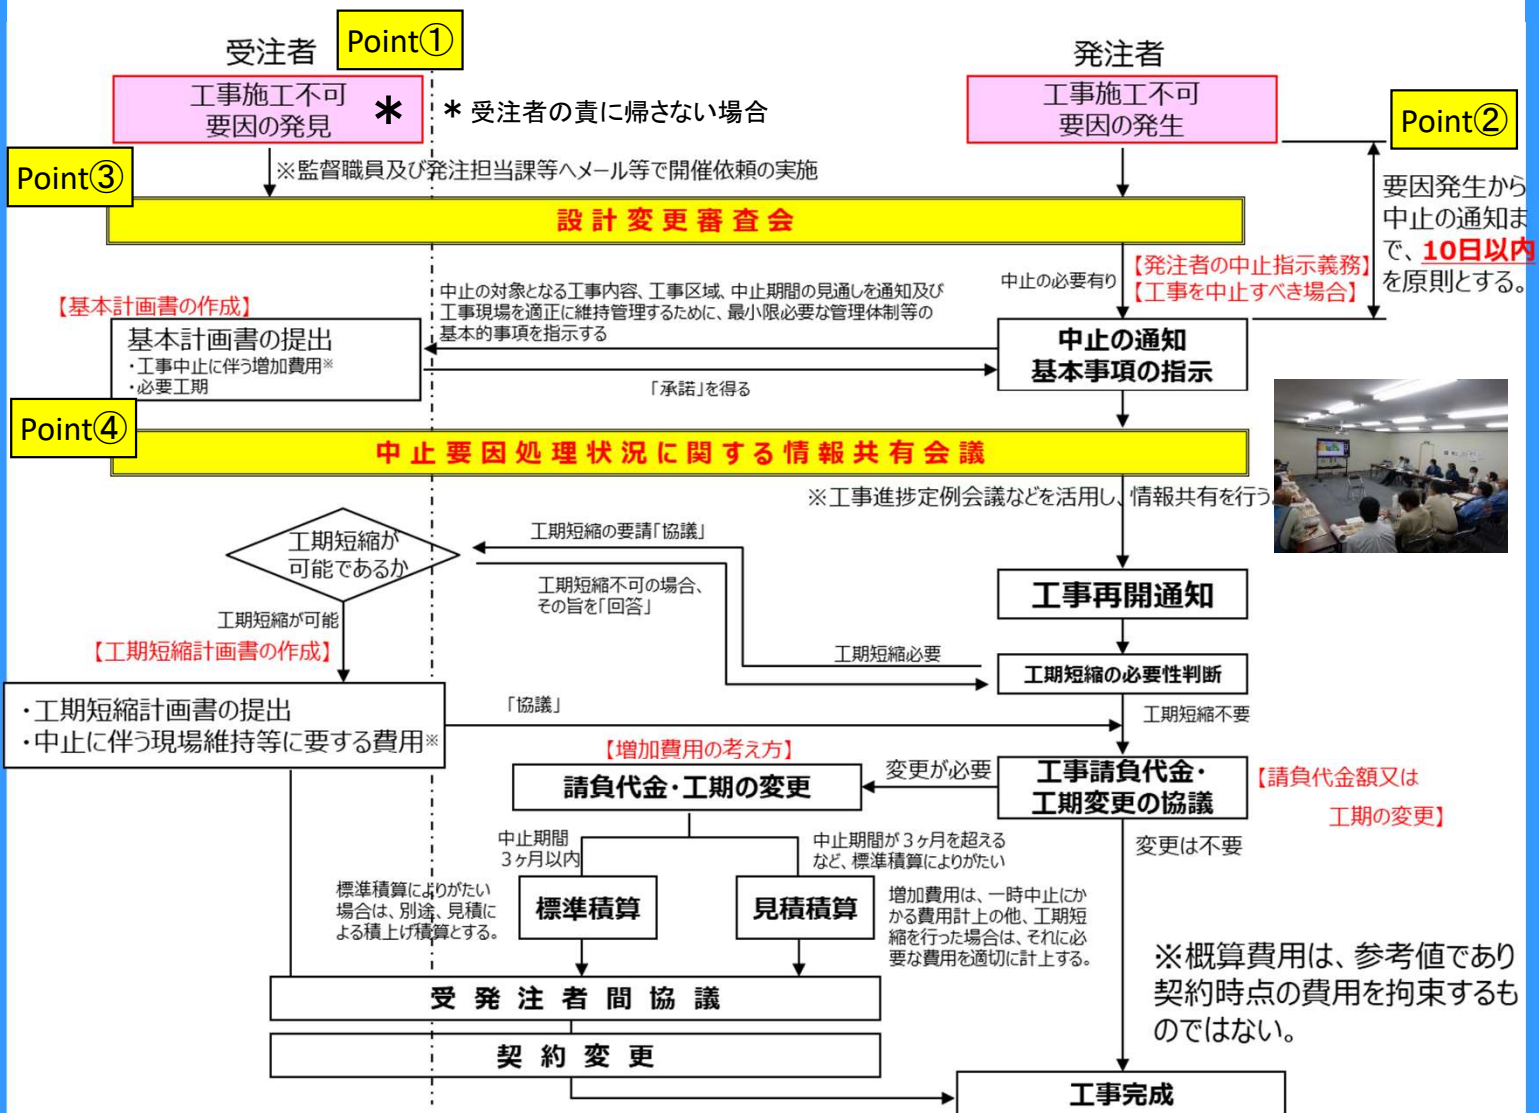 受注者
Point①
発注者
工事施工不可
要因の発見
*
* 受注者の責に帰さない場合
工事施工不可
要因の発生
Point②
※監督職員及び発注担当課等へメール等で開催依頼の実施
Point③
設計変更審査会
要因発生から
中止の通知ま
で、10日以内
を原則とする。
中止の必要有り
【発注者の中止指示義務】
【工事を中止すべき場合】
【基本計画書の作成】
基本計画書の提出
・工事中止に伴う増加費用※
・必要工期
中止の対象となる工事内容、工事区域、中止期間の見通しを通知及び
工事現場を適正に維持管理するために、最小限必要な管理体制等の
基本的事項を指示する
中止の通知
基本事項の指示
「承諾」を得る
Point④
中止要因処理状況に関する情報共有会議
※工事進捗定例会議などを活用し、情報共有を行う
工期短縮が
可能であるか
工期短縮の要請「協議」
工期短縮不可の場合、
その旨を「回答」
工事再開通知
工期短縮が可能
【工期短縮計画書の作成】
工期短縮必要
工期短縮の必要性判断
・工期短縮計画書の提出
・中止に伴う現場維持等に要する費用※
「協議」
工期短縮不要
【増加費用の考え方】
請負代金・工期の変更
変更が必要
工事請負代金・
工期変更の協議
【請負代金額又は
工期の変更】
中止期間
3ヶ月以内
中止期間が3ヶ月を超える
など、標準積算によりがたい
変更は不要
標準積算によりがたい
場合は、別途、見積に
よる積上げ積算とする。
標準積算
見積積算
増加費用は、一時中止にか
かる費用計上の他、工期短
縮を行った場合は、それに必
要な費用を適切に計上する。
※概算費用は、参考値であり
契約時点の費用を拘束するも
のではない。
受発注者間協議
契約変更
工事完成